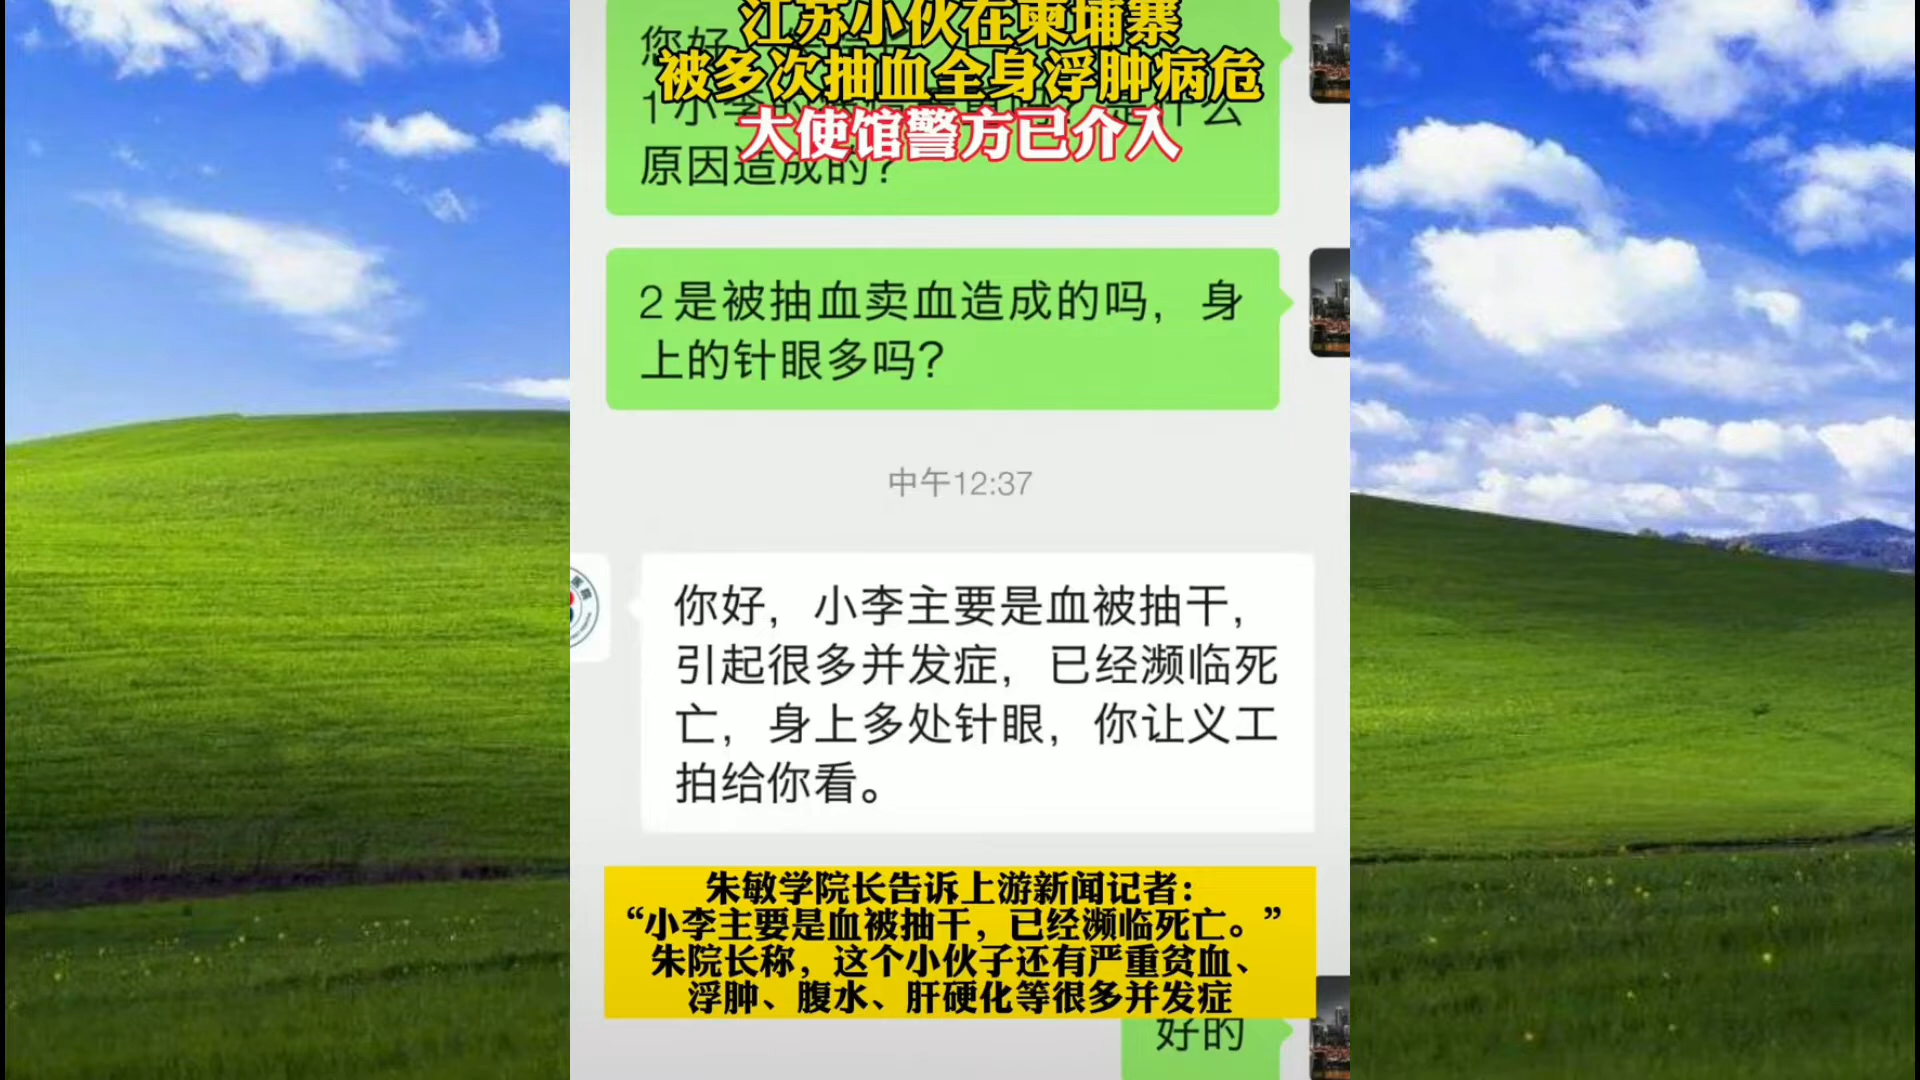 江苏小伙在柬埔寨
被多次抽血全身浮肿病危
大使馆警方已介入
您好
1小李
什么
原因造成的？
2是被抽血卖血造成的吗，身
上的针眼多吗？
中午12:37
你好，小李主要是血被抽干，
引起很多并发症，已经濒临死
亡，身上多处针眼，你让义工
拍给你看。
朱敏学院长告诉上游新闻记者：
“小李主要是血被抽干，已经濒临死亡。”
朱院长称，这个小伙子还有严重贫血、
浮肿、腹水、肝硬化等很多并发症
好的